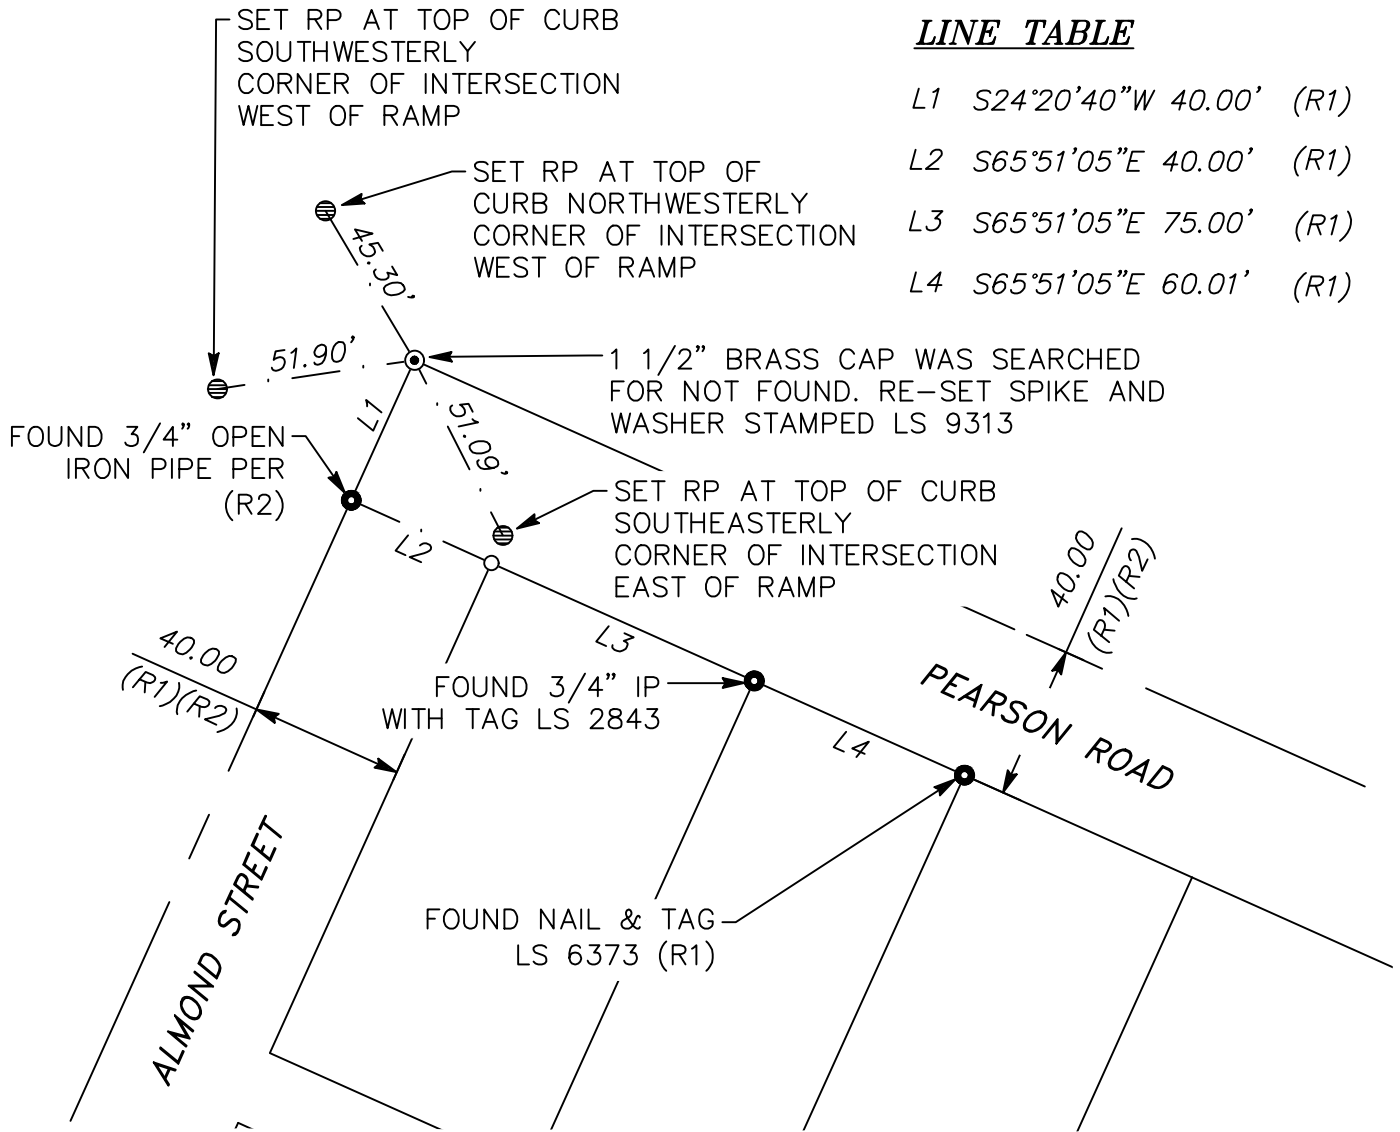 SET RP AT TOP OF CURB
SOUTHWESTERLY
CORNER OF INTERSECTION
WEST OF RAMP
LINE TABLE
L1 S24°20'40"W 40.00' (R1)
L2 S65°51'05"E 40.00' (R1)
L3 S65°51'05"E 75.00' (R1)
L4 S65°51'05"E 60.01' (R1)
SET RP AT TOP OF
CURB NORTHWESTERLY
CORNER OF INTERSECTION
WEST OF RAMP
45.30'
51.90'
1 1/2" BRASS CAP WAS SEARCHED
FOR NOT FOUND. RE-SET SPIKE AND
WASHER STAMPED LS 9313
L1
51.09'
FOUND 3/4" OPEN
IRON PIPE PER
(R2)
SET RP AT TOP OF CURB
SOUTHEASTERLY
CORNER OF INTERSECTION
EAST OF RAMP
L2
40.00
(R1)(R2)
L3
40.00
(R1)(R2)
FOUND 3/4" IP
WITH TAG LS 2843
L4
PEARSON ROAD
FOUND NAIL & TAG
LS 6373 (R1)
ALMOND STREET